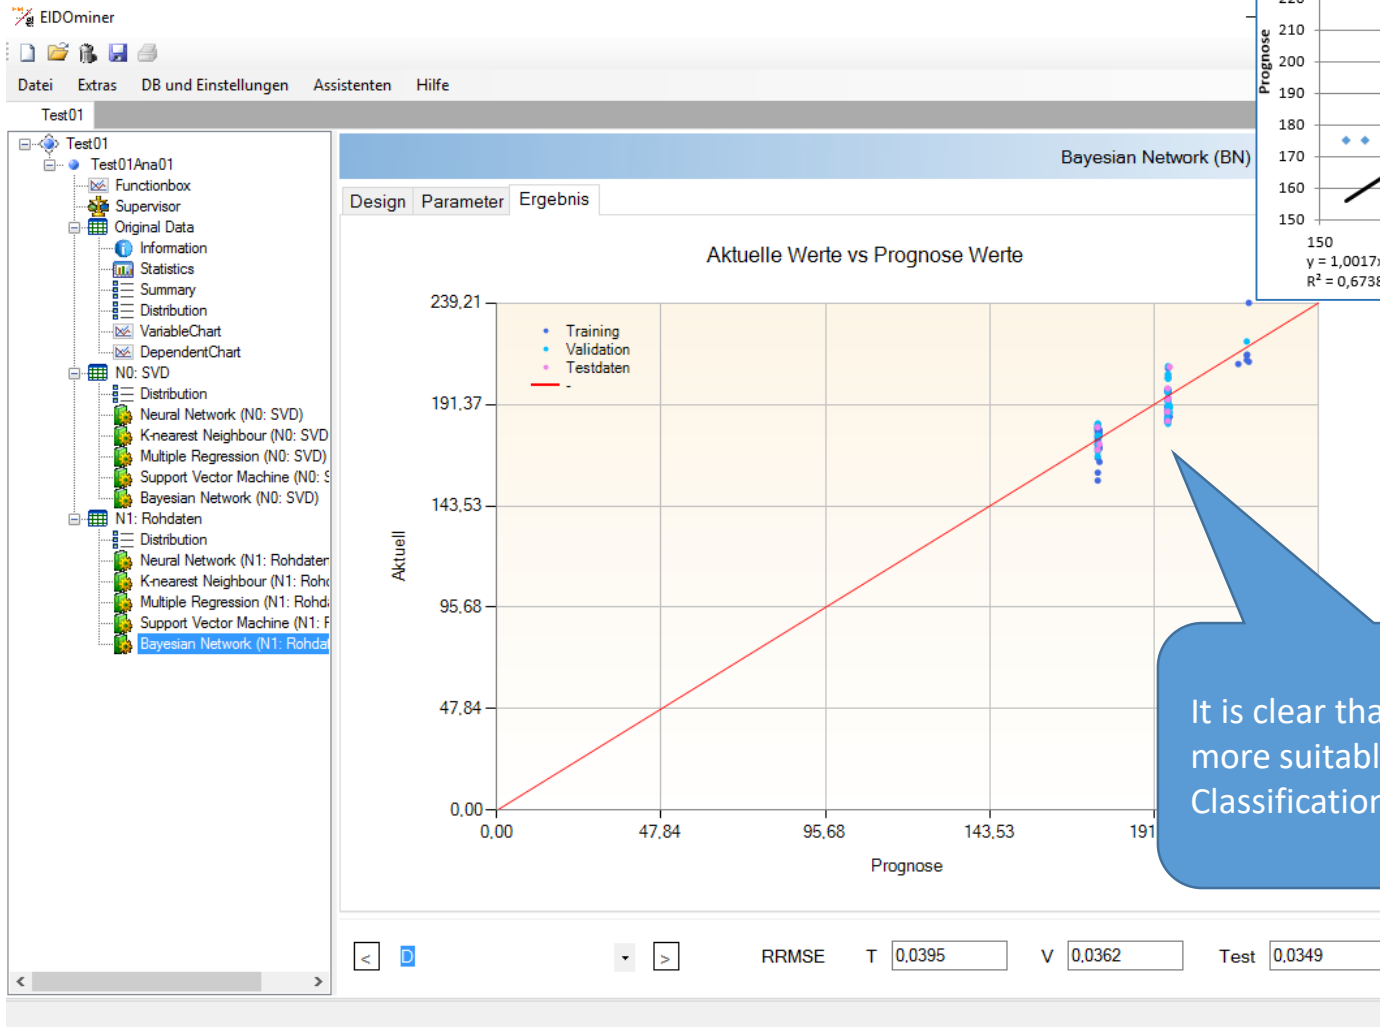 EIDOminer
Datei Extras DB und Einstellungen Assistenten Hilfe
Test01
Test01
Test01Ana01
Functionbox
Supervisor
Original Data
Information
Statistics
Summary
Distribution
VariableChart
DependentChart
N0: SVD
Distribution
Neural Network (N0: SVD)
K-nearest Neighbour (N0: SVD
Multiple Regression (N0: SVD)
Support Vector Machine (N0: S
Bayesian Network (N0: SVD)
N1: Rohdaten
Distribution
Neural Network (N1: Rohdaten
K-nearest Neighbour (N1: Roh
Multiple Regression (N1: Rohd
Support Vector Machine (N1: F
Bayesian Network (N1: Rohdat
Bayesian Network (BN)
Design Parameter Ergebnis
Aktuelle Werte vs Prognose Werte
Training
Validation
Testdaten
-
239,21
191,37
143,53
95,68
47,84
0,00
Aktuell
0,00 47,84 95,68 143,53 191
Prognose
Prognose
220
210
200
190
180
170
160
150
150
y = 1,0017x
R² = 0,6738
It is clear tha
more suitabl
Classification
< D > RRMSE T 0,0395 V 0,0362 Test 0,0349